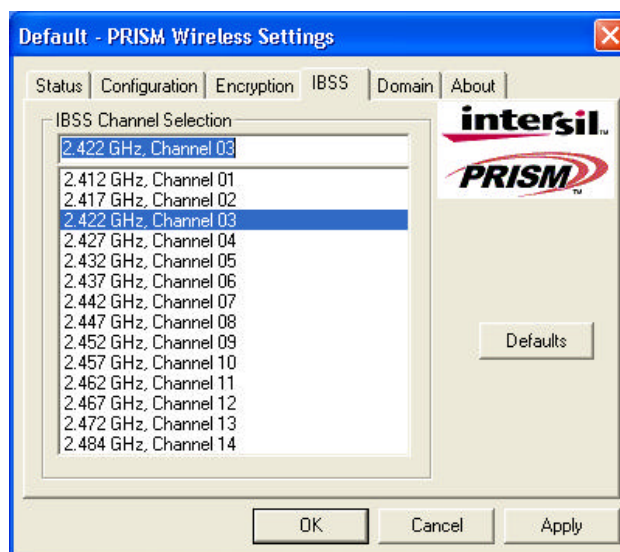 Default - PRISM Wireless Settings
Status
Configuration
Encryption
IBSS
Domain
About
IBSS Channel Selection
2.422 GHz, Channel 03
2.412 GHz, Channel 01
2.417 GHz, Channel 02
2.422 GHz, Channel 03
2.427 GHz, Channel 04
2.432 GHz, Channel 05
2.437 GHz, Channel 06
2.442 GHz, Channel 07
2.447 GHz, Channel 08
2.452 GHz, Channel 09
2.457 GHz, Channel 10
2.462 GHz, Channel 11
2.467 GHz, Channel 12
2.472 GHz, Channel 13
2.484 GHz, Channel 14
intersil
PRISM
Defaults
OK
Cancel
Apply